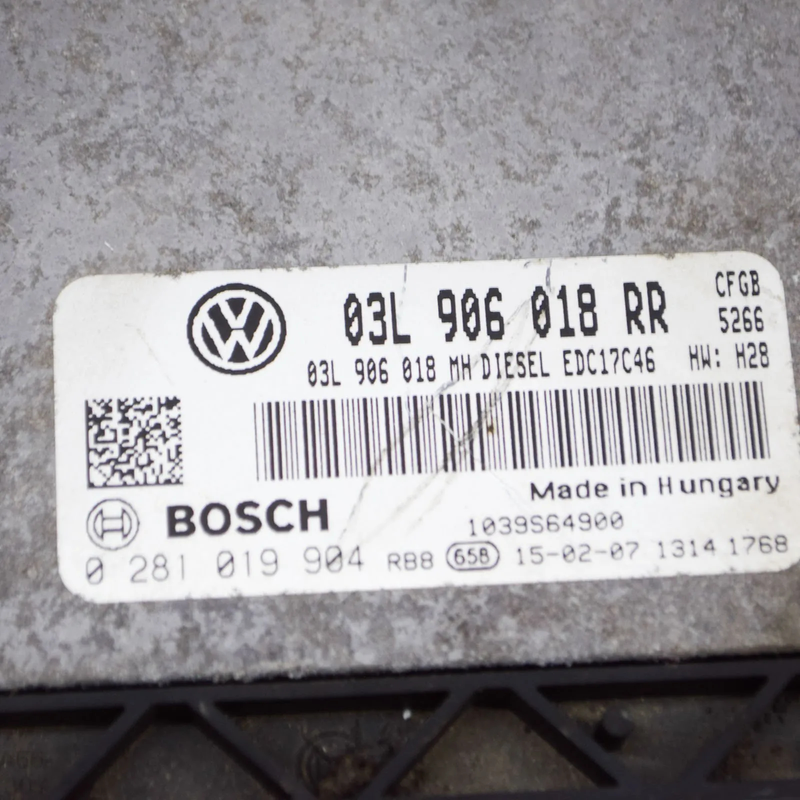 03L 906 018 RR
CFGB
5266
03L 906 018 MH DIESEL EDC17C46 HW: H28
Made in Hungary
BOSCH
1039S64900
0 281 019 904 RB8 658 15-02-07 1314 1768